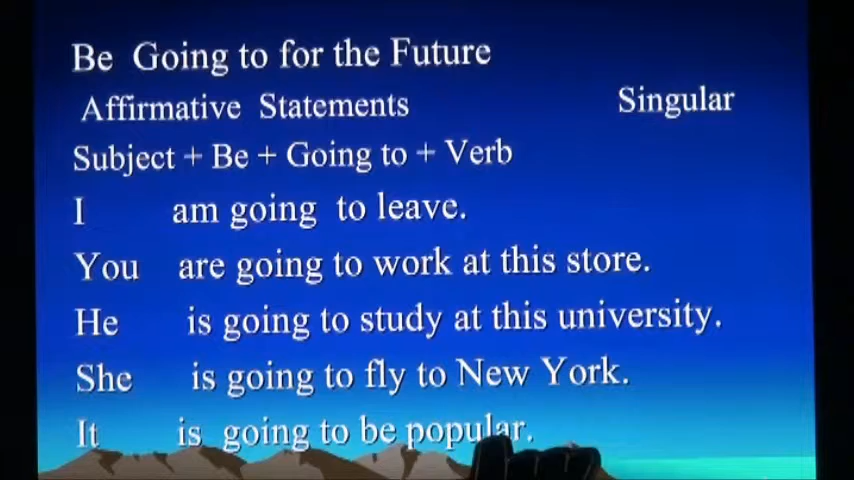 Be Going to for the Future
Affirmative Statements Singular
Subject + Be + Going to + Verb
I am going to leave.
You are going to work at this store.
He is going to study at this university.
She is going to fly to New York.
It is going to be popular.